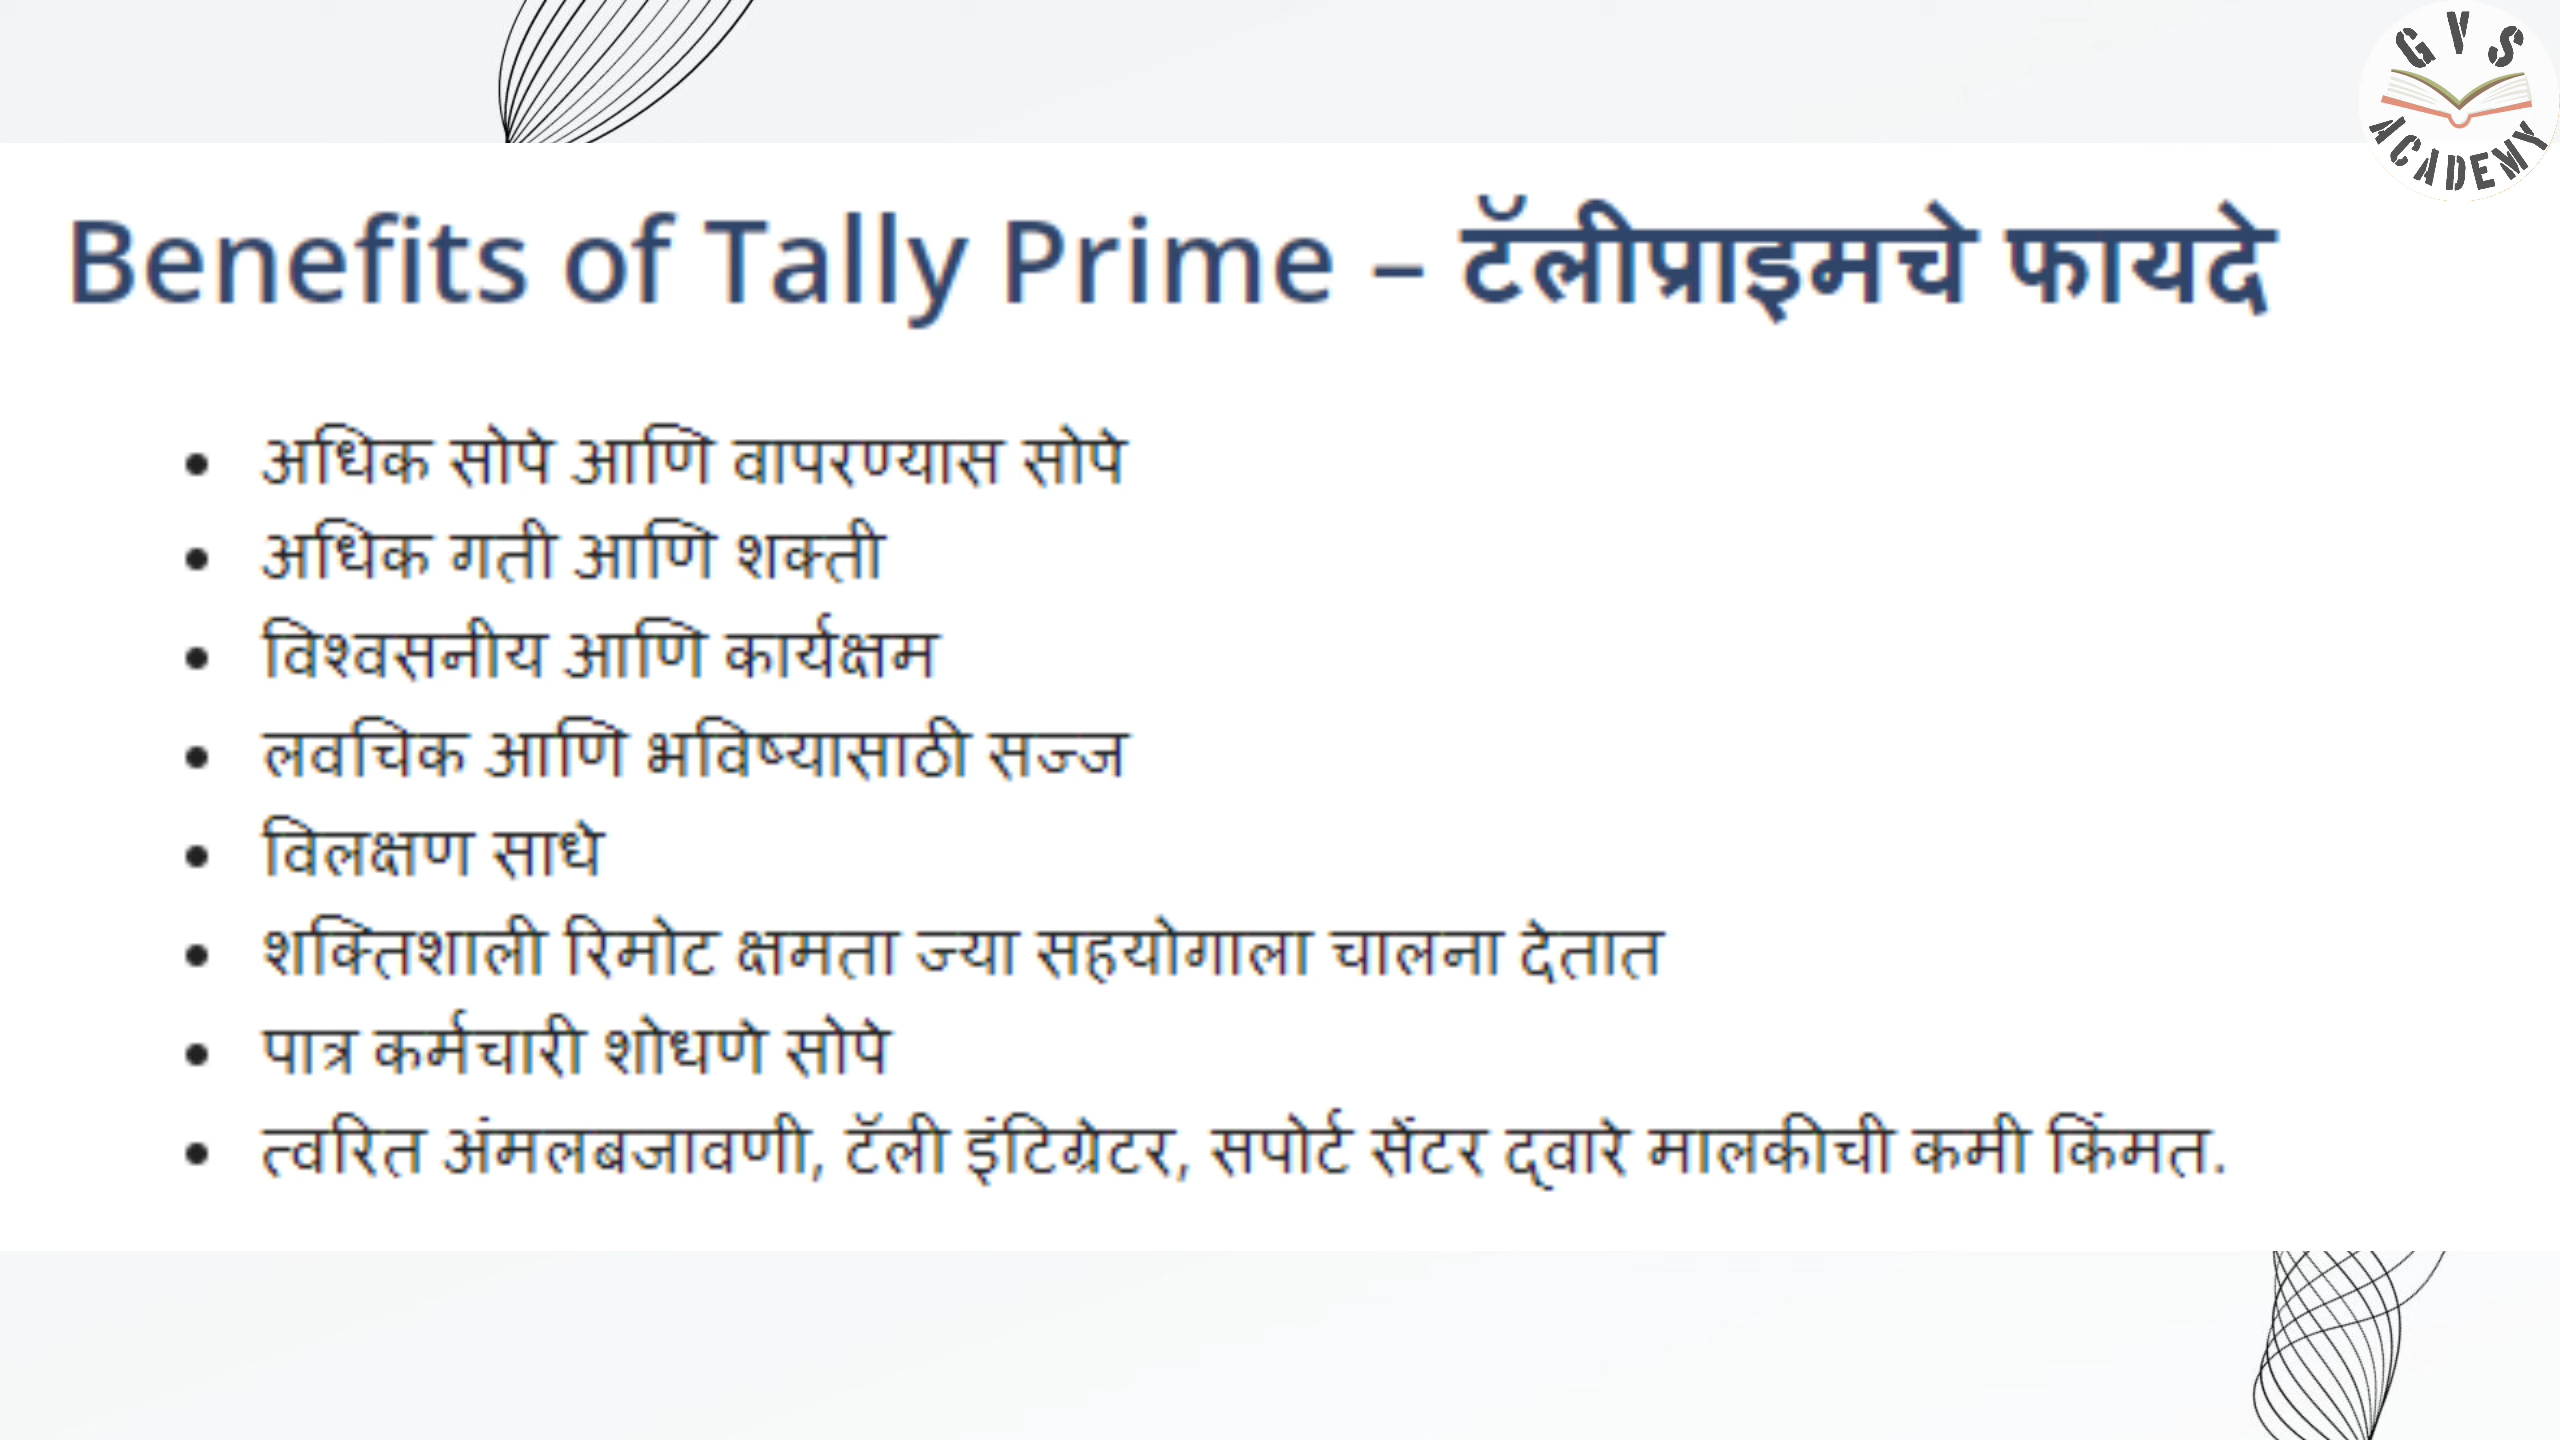 GVS
ACADEMY
Benefits of Tally Prime – टॅलीप्राइमचे फायदे
• अधिक सोपे आणि वापरण्यास सोपे
• अधिक गती आणि शक्ती
• विश्वसनीय आणि कार्यक्षम
• लवचिक आणि भविष्यासाठी सज्ज
• विलक्षण साधे
• शक्तिशाली रिमोट क्षमता ज्या सहयोगाला चालना देतात
• पात्र कर्मचारी शोधणे सोपे
• त्वरित अंमलबजावणी, टॅली इंटिग्रेटर, सपोर्ट सेंटर द्वारे मालकीची कमी किंमत.